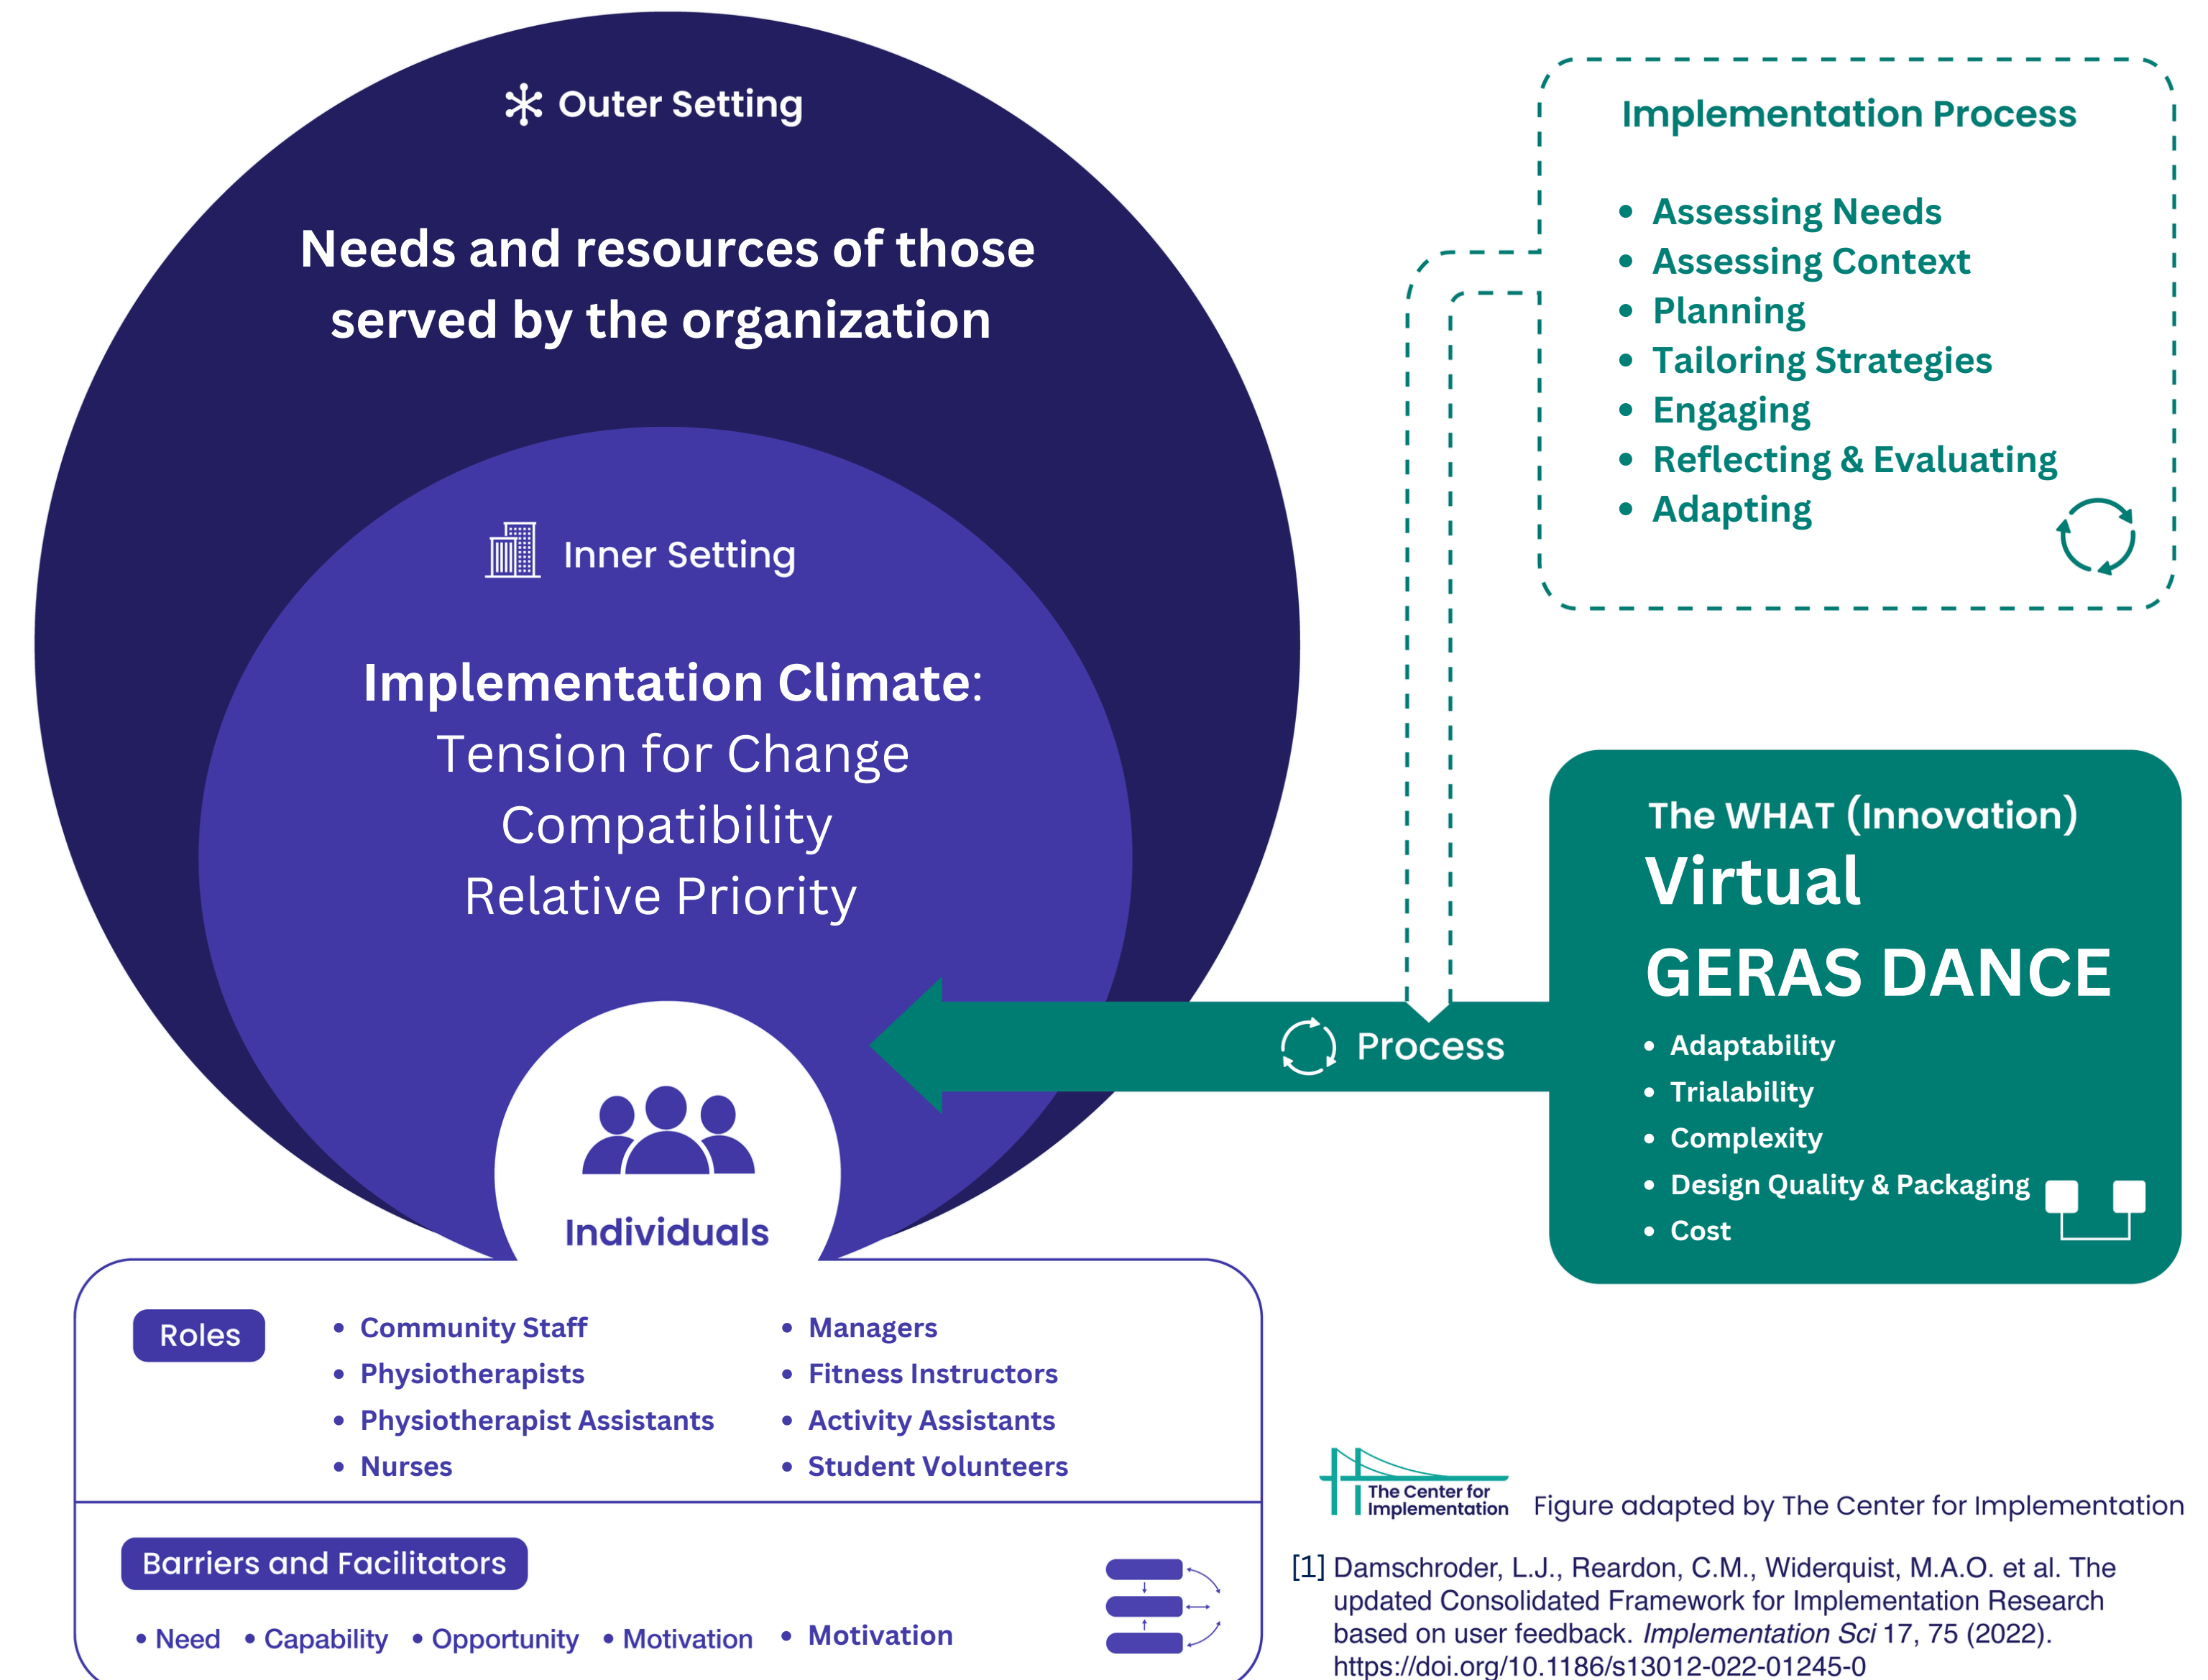 Outer Setting
Needs and resources of those
served by the organization
Inner Setting
Implementation Climate:
Tension for Change
Compatibility
Relative Priority
Individuals
Roles
• Community Staff
• Physiotherapists
• Physiotherapist Assistants
• Nurses
• Managers
• Fitness Instructors
• Activity Assistants
• Student Volunteers
Barriers and Facilitators
• Need • Capability • Opportunity • Motivation • Motivation
Implementation Process
• Assessing Needs
• Assessing Context
• Planning
• Tailoring Strategies
• Engaging
• Reflecting & Evaluating
• Adapting
Process
The WHAT (Innovation)
Virtual
GERAS DANCE
• Adaptability
• Trialability
• Complexity
• Design Quality & Packaging
• Cost
The Center for
Implementation
Figure adapted by The Center for Implementation
[1] Damschroder, L.J., Reardon, C.M., Widerquist, M.A.O. et al. The
updated Consolidated Framework for Implementation Research
based on user feedback. Implementation Sci 17, 75 (2022).
https://doi.org/10.1186/s13012-022-01245-0